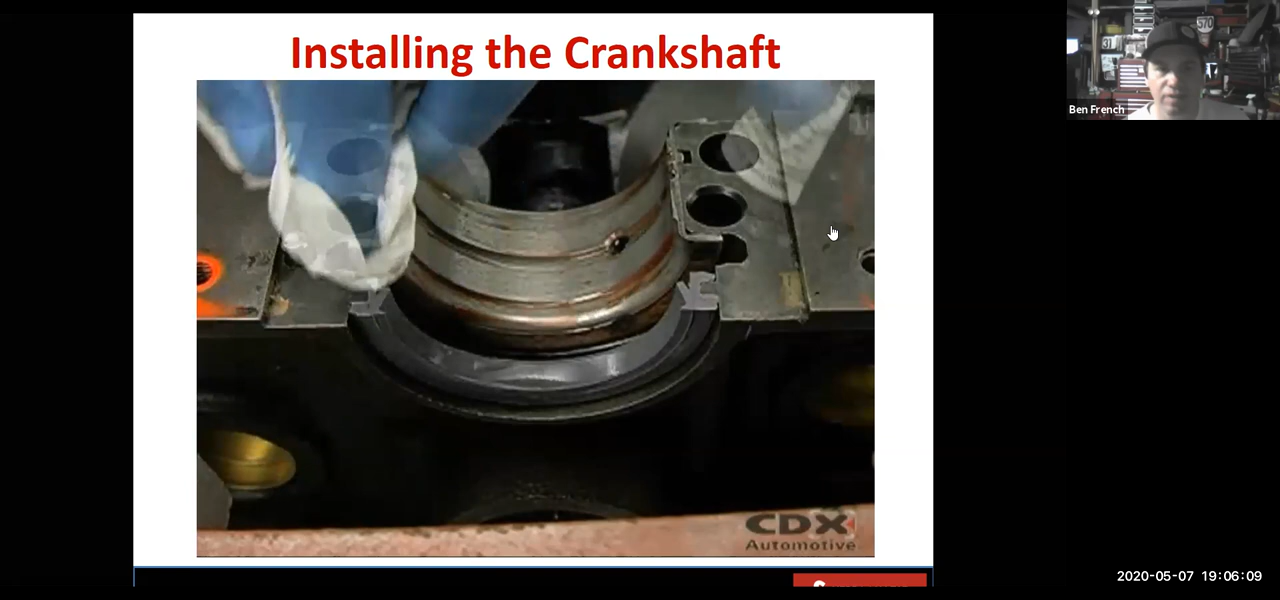 Installing the Crankshaft
Ben French
CDX
Automotive
2020-05-07 19:06:09